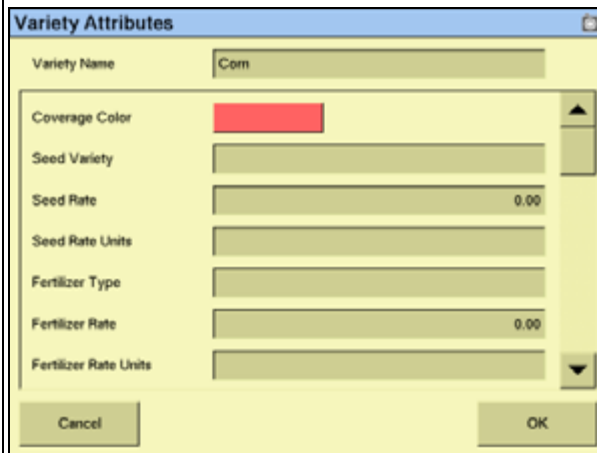 Variety Attributes
Variety Name Corn
Coverage Color
Seed Variety
Seed Rate 0.00
Seed Rate Units
Fertilizer Type
Fertilizer Rate 0.00
Fertilizer Rate Units
Cancel OK